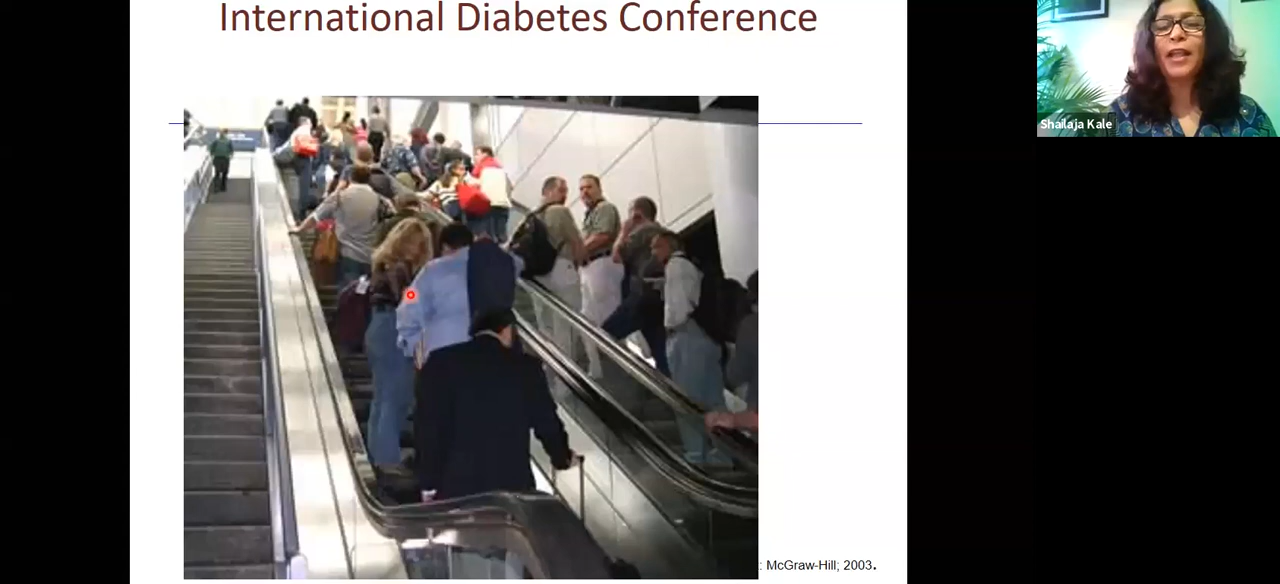 International Diabetes Conference
Shailaja Kale
: McGraw-Hill; 2003.